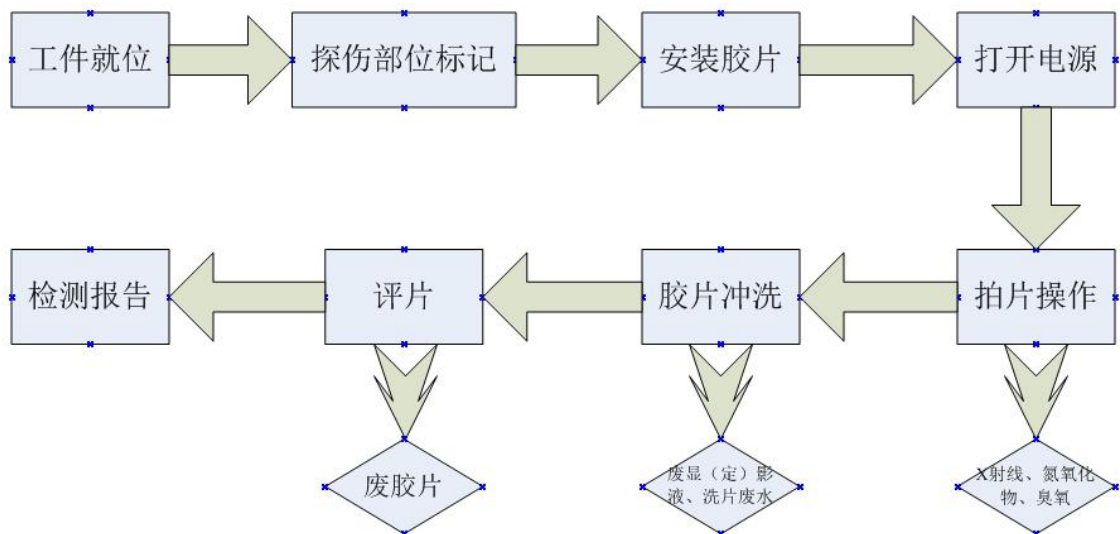 工件就位
探伤部位标记
安装胶片
打开电源
检测报告
评片
胶片冲洗
拍片操作
废胶片
废显（定）影
液、洗片废水
X射线、氮氧化
物、臭氧